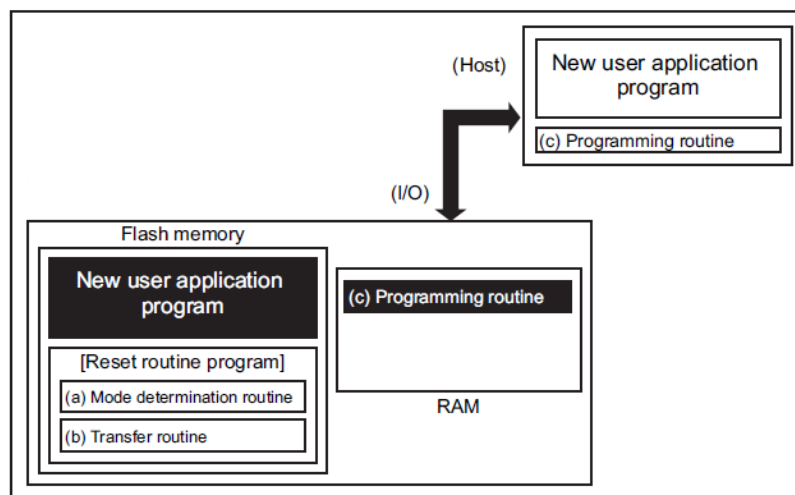 (Host)
New user application
program
(c) Programming routine
(I/O)
Flash memory
New user application
program
[Reset routine program]
(a) Mode determination routine
(b) Transfer routine
(c) Programming routine
RAM